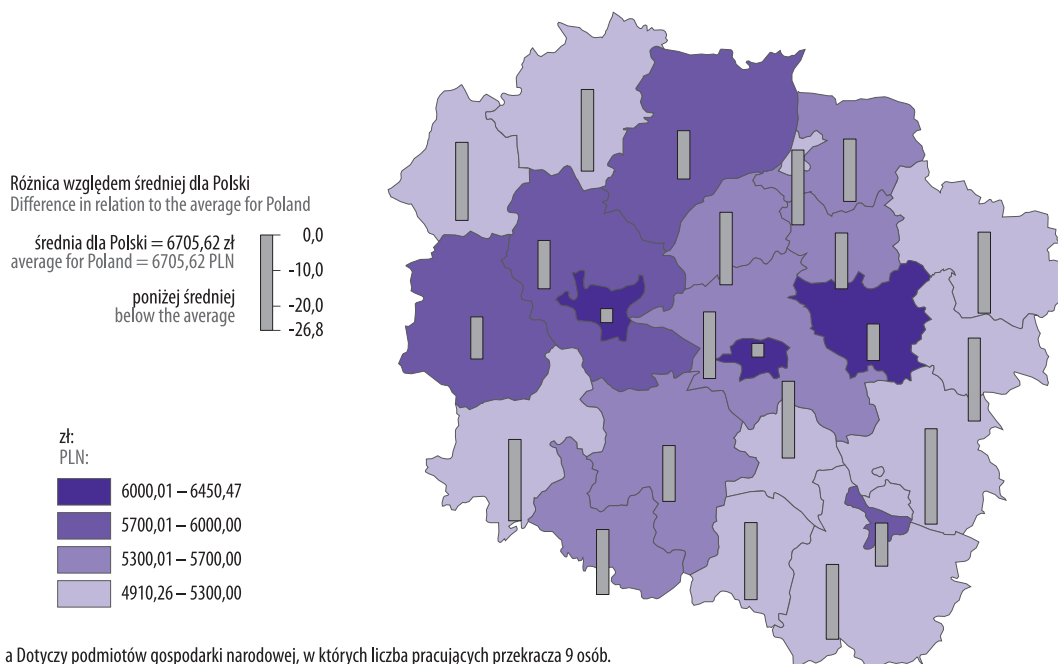 Różnica względem średniej dla Polski
Difference in relation to the average for Poland
średnia dla Polski = 6705,62 zł
average for Poland = 6705,62 PLN
poniżej średniej
below the average
0,0
-10,0
-20,0
-26,8
zł:
PLN:
6000,01 – 6450,47
5700,01 – 6000,00
5300,01 – 5700,00
4910,26 – 5300,00
a Dotyczy podmiotów gospodarki narodowej, w których liczba pracujących przekracza 9 osób.